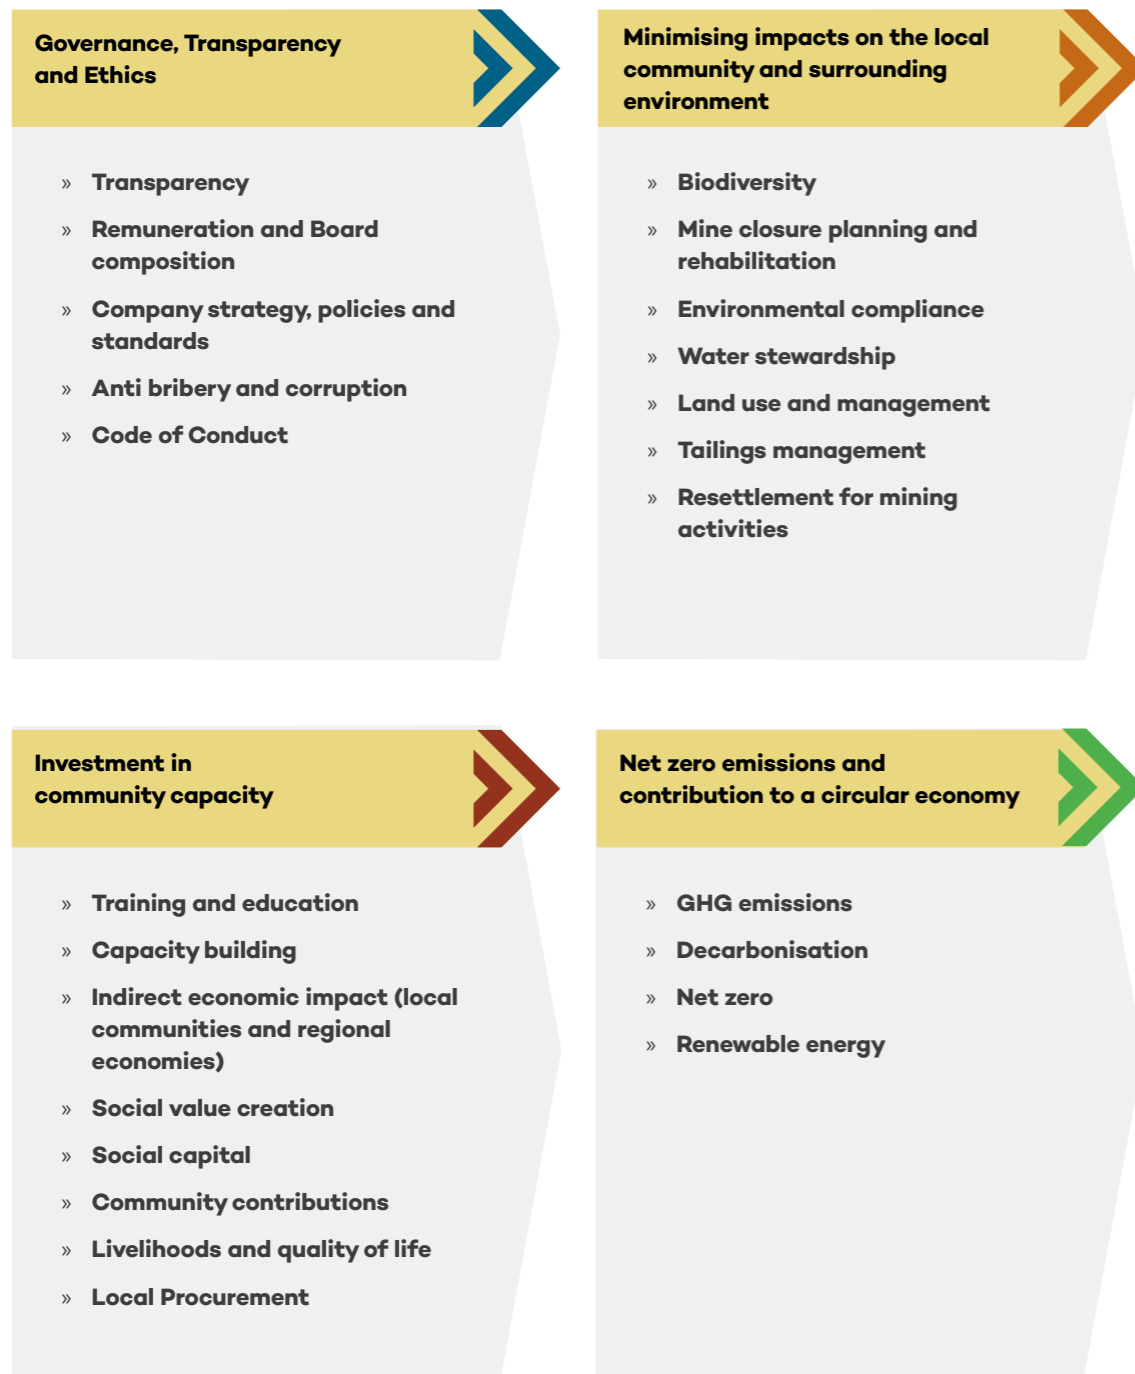 Governance, Transparency
and Ethics
» Transparency
» Remuneration and Board
composition
» Company strategy, policies and
standards
» Anti bribery and corruption
» Code of Conduct
Minimising impacts on the local
community and surrounding
environment
» Biodiversity
» Mine closure planning and
rehabilitation
» Environmental compliance
» Water stewardship
» Land use and management
» Tailings management
» Resettlement for mining
activities
Investment in
community capacity
» Training and education
» Capacity building
» Indirect economic impact (local
communities and regional
economies)
» Social value creation
» Social capital
» Community contributions
» Livelihoods and quality of life
» Local Procurement
Net zero emissions and
contribution to a circular economy
» GHG emissions
» Decarbonisation
» Net zero
» Renewable energy